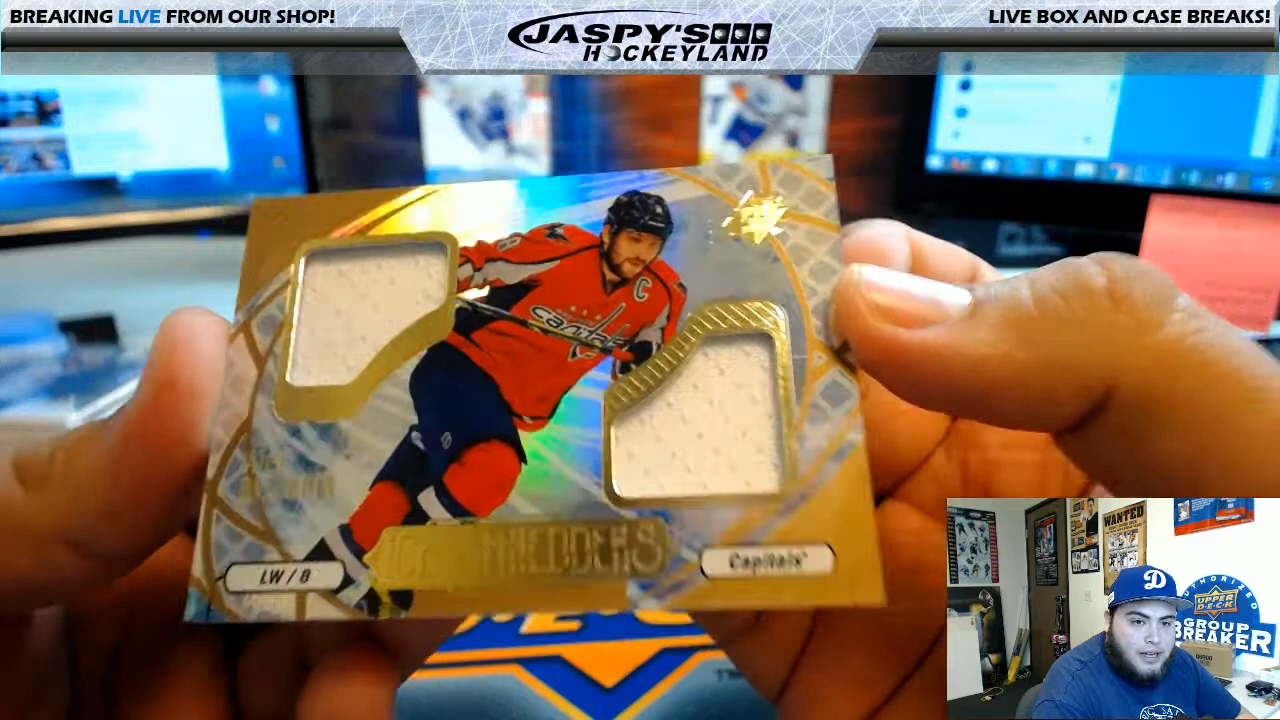 BREAKING LIVE FROM OUR SHOP!
JASPY'S
HOCKEYLAND
LIVE BOX AND CASE BREAKS!
C
Capitals
SHREDDERS
LW / 8
Capitals
WANTED
D
AUTHORIZED
UPPER DECK
GROUP
BREAKER